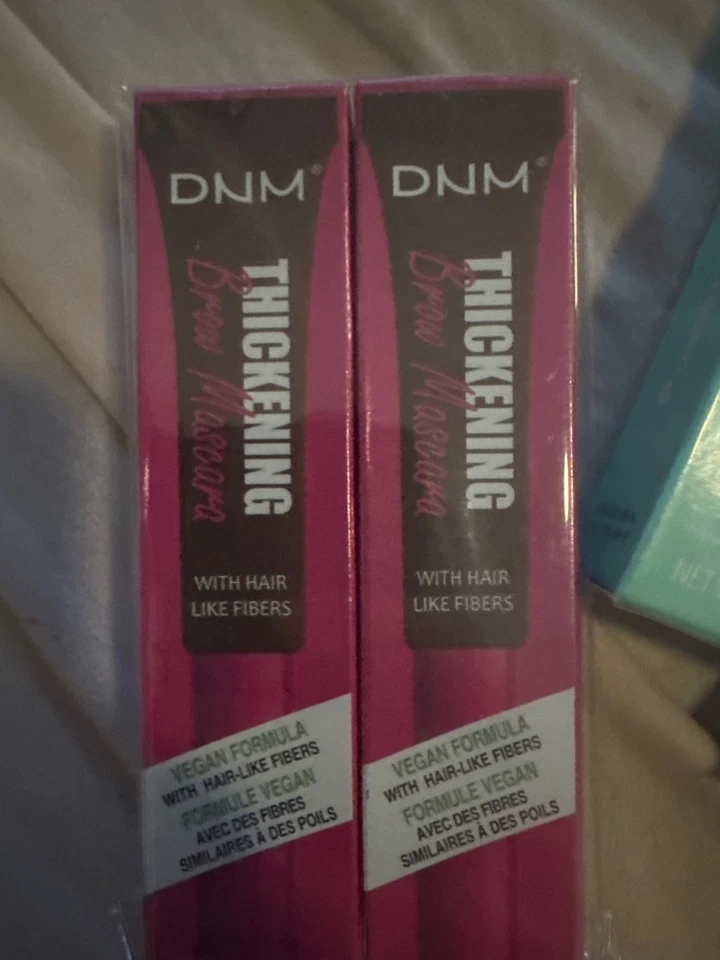 DNM®
THICKENING
Brow Mascara
WITH HAIR
LIKE FIBERS
VEGAN FORMULA
WITH HAIR-LIKE FIBERS
FORMULE VEGAN
AVEC DES FIBRES
SIMILAIRES À DES POILS
DNM®
THICKENING
Brow Mascara
WITH HAIR
LIKE FIBERS
VEGAN FORMULA
WITH HAIR-LIKE FIBERS
FORMULE VEGAN
AVEC DES FIBRES
SIMILAIRES À DES POILS
NET